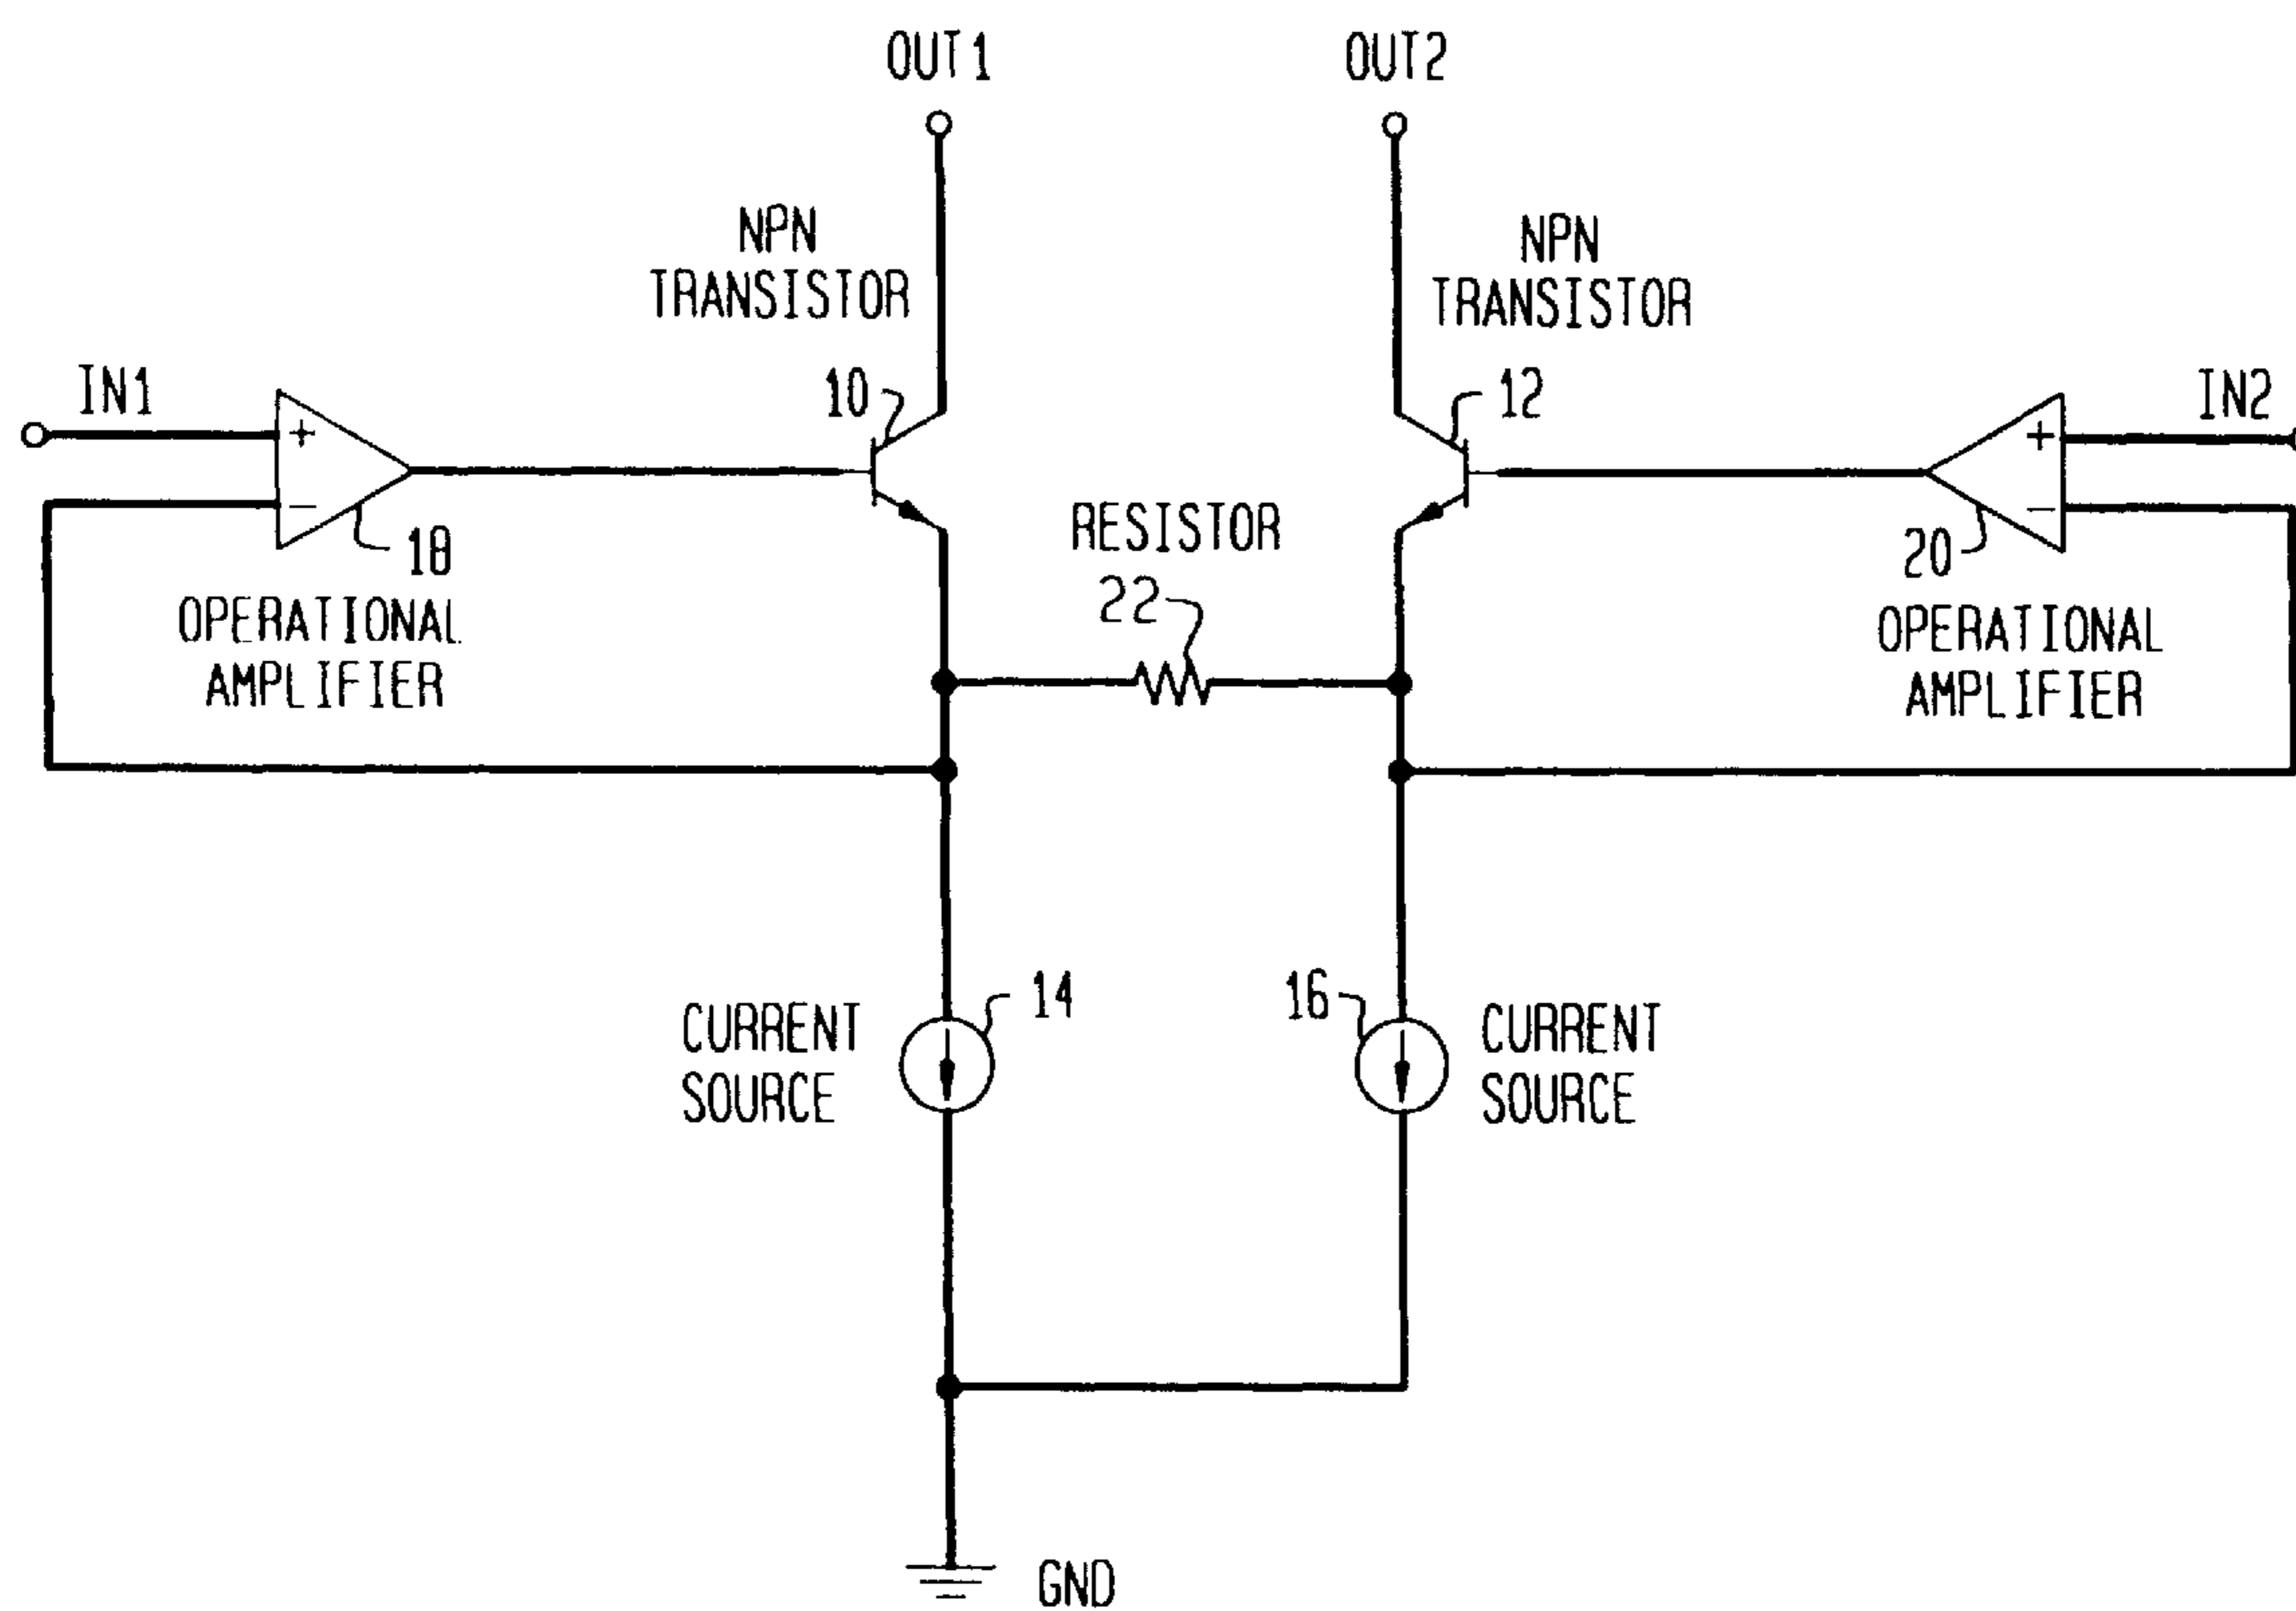 OUT1
OUT2
NPN
TRANSISTOR
NPN
TRANSISTOR
IN1
+
−
10
12
IN2
+
−
18
OPERATIONAL
AMPLIFIER
RESISTOR
22
20
OPERATIONAL
AMPLIFIER
CURRENT
SOURCE
14
16
CURRENT
SOURCE
GND